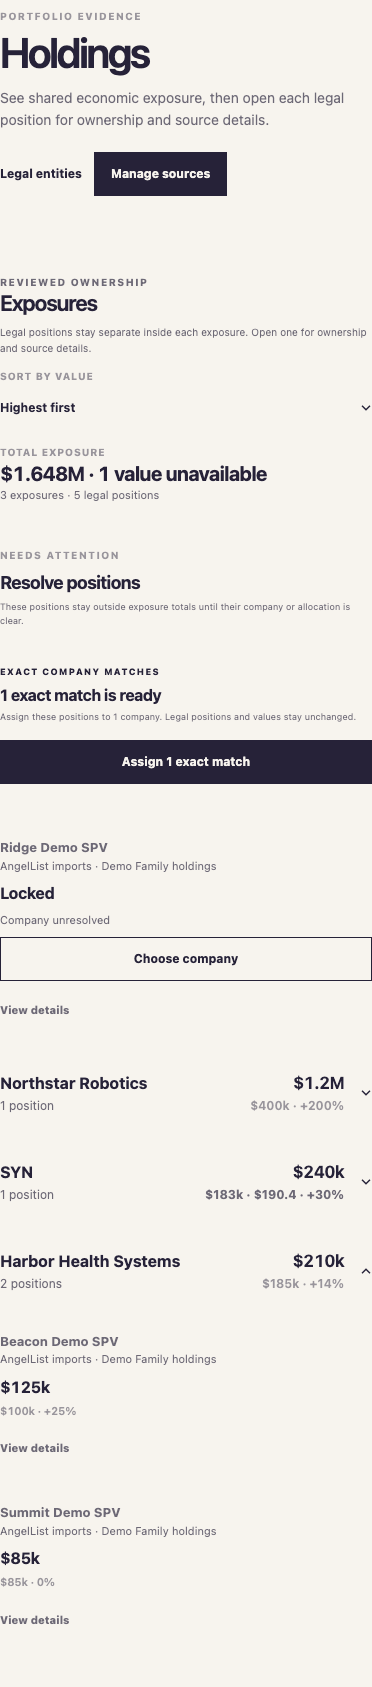 PORTFOLIO EVIDENCE
Holdings
See shared economic exposure, then open each legal
position for ownership and source details.
Legal entities
Manage sources
REVIEWED OWNERSHIP
Exposures
Legal positions stay separate inside each exposure. Open one for ownership
and source details.
SORT BY VALUE
Highest first
TOTAL EXPOSURE
$1.648M · 1 value unavailable
3 exposures · 5 legal positions
NEEDS ATTENTION
Resolve positions
These positions stay outside exposure totals until their company or allocation is
clear.
EXACT COMPANY MATCHES
1 exact match is ready
Assign these positions to 1 company. Legal positions and values stay unchanged.
Assign 1 exact match
Ridge Demo SPV
AngelList imports · Demo Family holdings
Locked
Company unresolved
Choose company
View details
Northstar Robotics $1.2M
1 position $400k · +200%
SYN $240k
1 position $183k · $190.4 · +30%
Harbor Health Systems $210k
2 positions $185k · +14%
Beacon Demo SPV
AngelList imports · Demo Family holdings
$125k
$100k · +25%
View details
Summit Demo SPV
AngelList imports · Demo Family holdings
$85k
$85k · 0%
View details